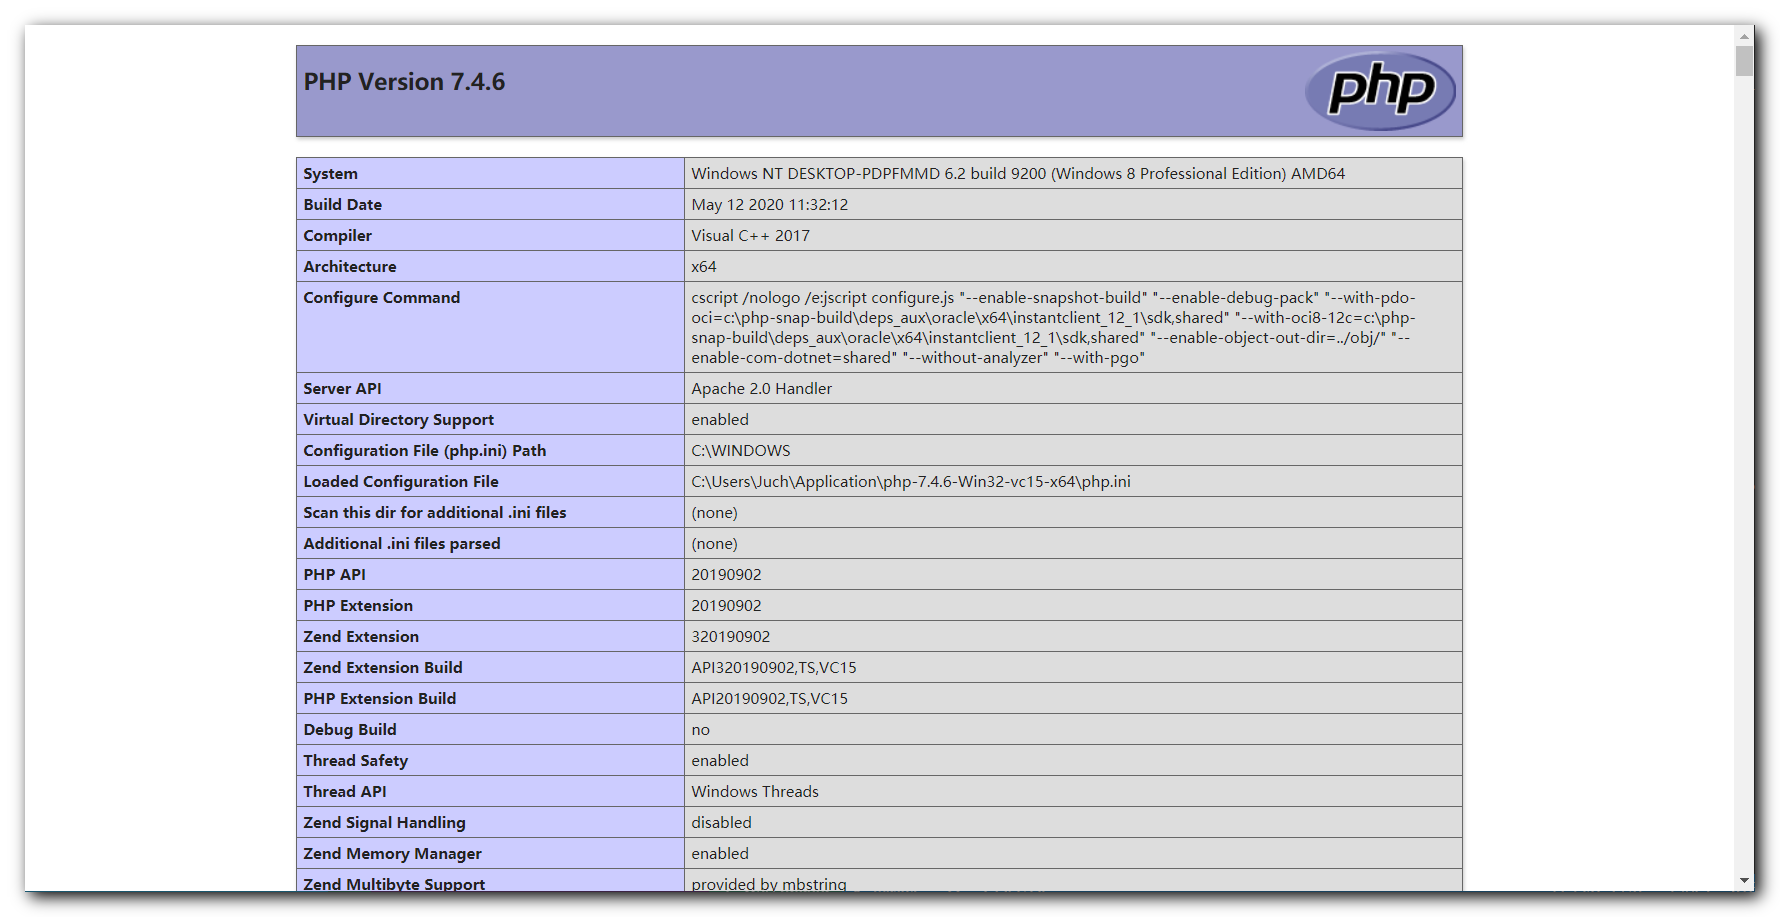 PHP Version 7.4.6
php
System Windows NT DESKTOP-PDPFMMD 6.2 build 9200 (Windows 8 Professional Edition) AMD64
Build Date May 12 2020 11:32:12
Compiler Visual C++ 2017
Architecture x64
Configure Command cscript /nologo /e:jscript configure.js "--enable-snapshot-build" "--enable-debug-pack" "--with-pdo-
oci=c:\php-snap-build\deps_aux\oracle\x64\instantclient_12_1\sdk,shared" "--with-oci8-12c=c:\php-
snap-build\deps_aux\oracle\x64\instantclient_12_1\sdk,shared" "--enable-object-out-dir=../obj/" "--
enable-com-dotnet=shared" "--without-analyzer" "--with-pgo"
Server API Apache 2.0 Handler
Virtual Directory Support enabled
Configuration File (php.ini) Path C:\WINDOWS
Loaded Configuration File C:\Users\Juch\Application\php-7.4.6-Win32-vc15-x64\php.ini
Scan this dir for additional .ini files (none)
Additional .ini files parsed (none)
PHP API 20190902
PHP Extension 20190902
Zend Extension 320190902
Zend Extension Build API320190902,TS,VC15
PHP Extension Build API20190902,TS,VC15
Debug Build no
Thread Safety enabled
Thread API Windows Threads
Zend Signal Handling disabled
Zend Memory Manager enabled
Zend Multibyte Support provided by mbstring